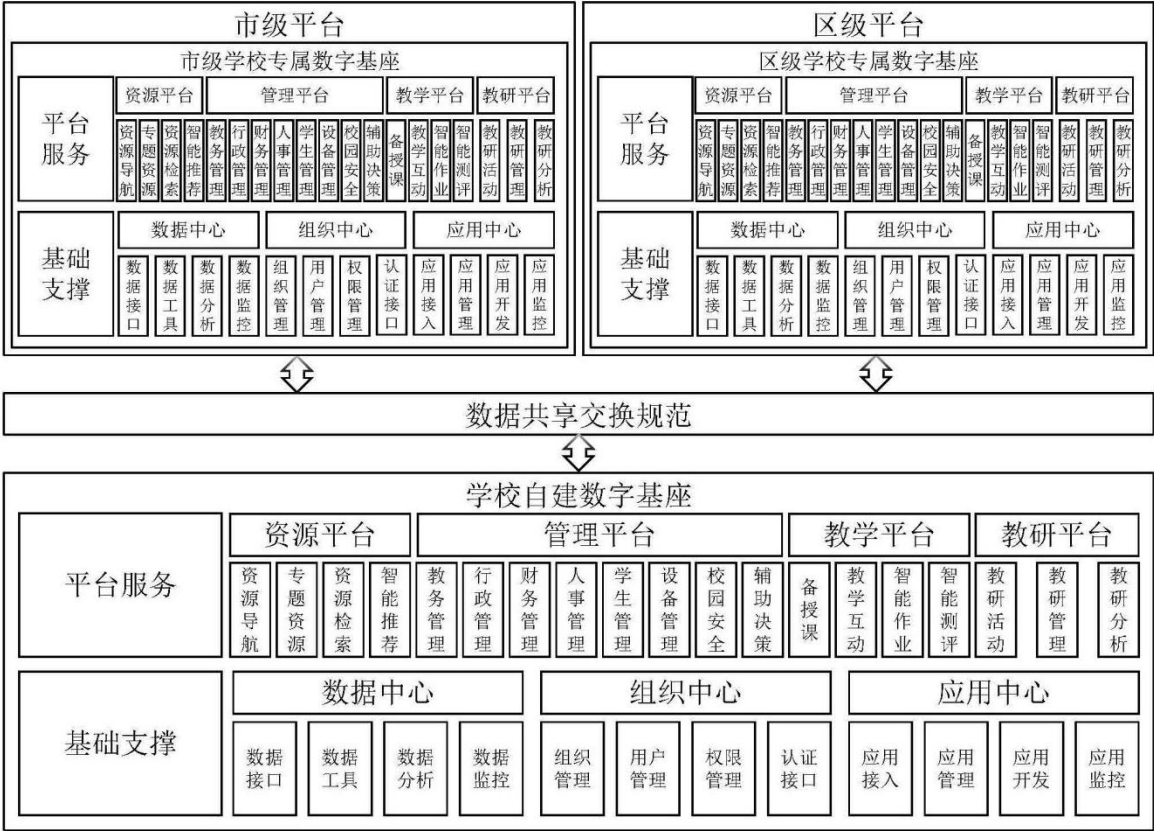 市级平台
市级学校专属数字基座
平台服务
资源平台
管理平台
教学平台
教研平台
资源导航
专题资源
资源检索
智能推荐
教务管理
行政管理
财务管理
人事管理
学生管理
设备管理
校园安全
辅助决策
备授课
教学互动
智能作业
智能测评
教研活动
教研管理
教研分析
基础支撑
数据中心
组织中心
应用中心
数据接口
数据工具
数据分析
数据监控
组织管理
用户管理
权限管理
认证接口
应用接入
应用管理
应用开发
应用监控
区级平台
区级学校专属数字基座
平台服务
资源平台
管理平台
教学平台
教研平台
资源导航
专题资源
资源检索
智能推荐
教务管理
行政管理
财务管理
人事管理
学生管理
设备管理
校园安全
辅助决策
备授课
教学互动
智能作业
智能测评
教研活动
教研管理
教研分析
基础支撑
数据中心
组织中心
应用中心
数据接口
数据工具
数据分析
数据监控
组织管理
用户管理
权限管理
认证接口
应用接入
应用管理
应用开发
应用监控
数据共享交换规范
学校自建数字基座
平台服务
资源平台
管理平台
教学平台
教研平台
资源导航
专题资源
资源检索
智能推荐
教务管理
行政管理
财务管理
人事管理
学生管理
设备管理
校园安全
辅助决策
备授课
教学互动
智能作业
智能测评
教研活动
教研管理
教研分析
基础支撑
数据中心
组织中心
应用中心
数据接口
数据工具
数据分析
数据监控
组织管理
用户管理
权限管理
认证接口
应用接入
应用管理
应用开发
应用监控